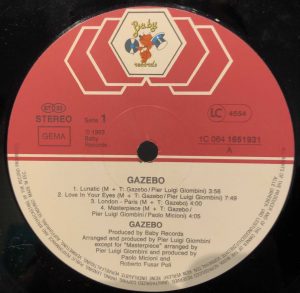 Baby
records
ST 33
STEREO
GEMA
Seite 1
℗ 1983
Baby
Records
LC 4554
1C 064 1651931
A
GAZEBO
1. Lunatic (M + T: Gazebo/Pier Luigi Giombini) 3:56
2. Love in Your Eyes (M + T: Gazebo/Pier Luigi Giombini) 7:49
3. London - Paris (M + T: Gazebo) 4:00
4. Masterpiece (M + T: Gazebo/
Pier Luigi Giombini/Paolo Micioni) 4:05
GAZEBO
Produced by Baby Records
Arranged and produced by Pier Luigi Giombini
except for "Masterpiece" arranged by
Pier Luigi Giombini and produced by
Paolo Micioni and
Roberto Fusar Poli